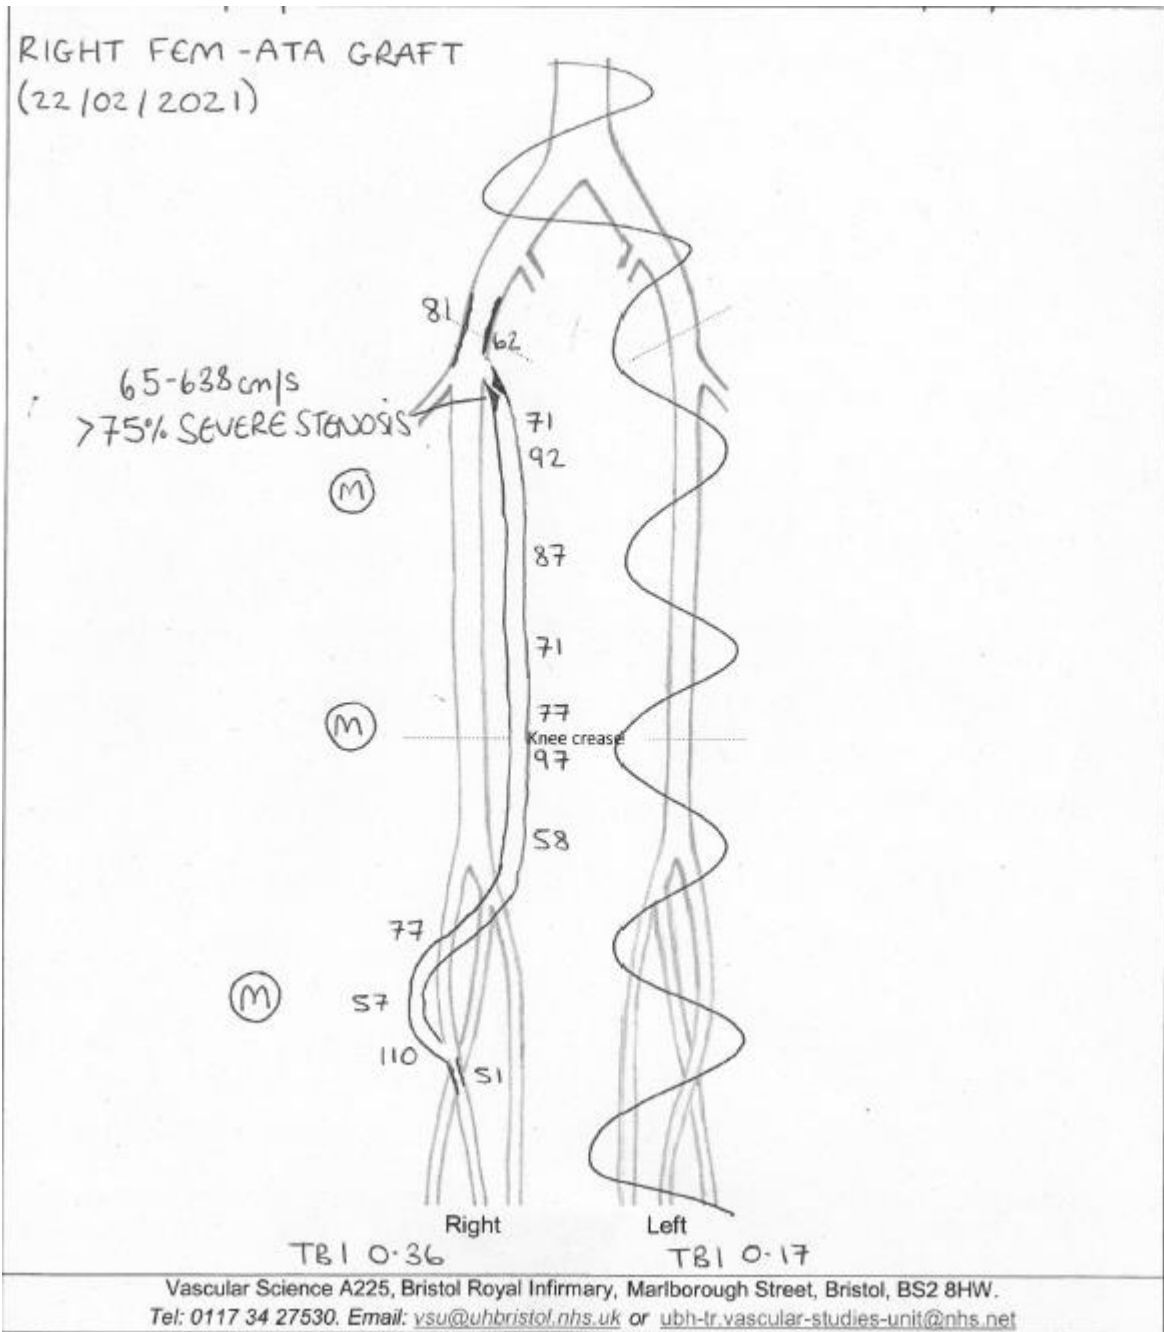 RIGHT FEM-ATA GRAFT
(22/02/2021)
81
62
65-638cm/s
>75% SEVERE STENOSIS
71
92
M
87
71
77
M
Knee crease
97
58
77
M
57
110
51
Right
Left
TBI 0.36
TBI 0.17
Vascular Science A225, Bristol Royal Infirmary, Marlborough Street, Bristol, BS2 8HW.
Tel: 0117 34 27530. Email: vsu@uhbristol.nhs.uk or ubh-tr.vascular-studies-unit@nhs.net